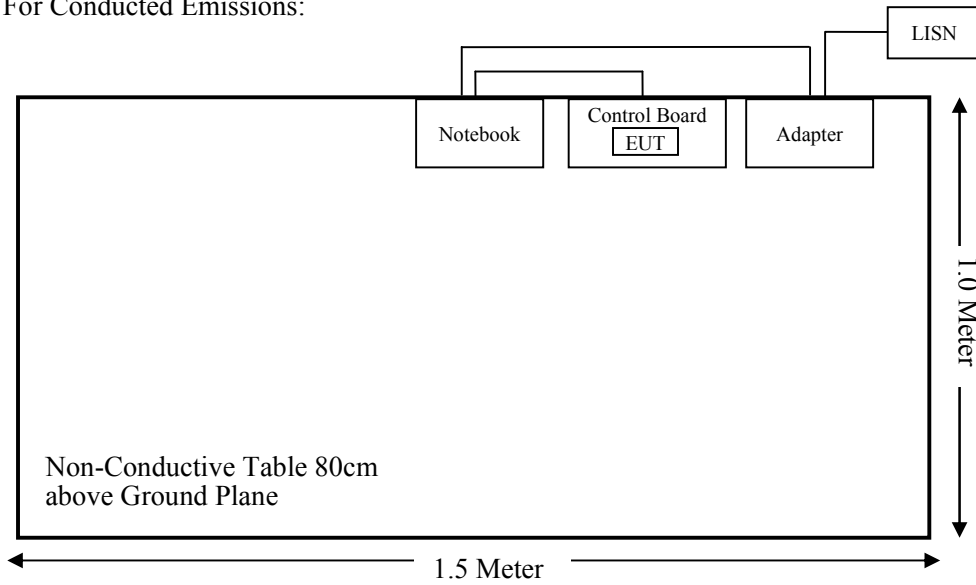 For Conducted Emissions:
LISN
Notebook
Control Board
EUT
Adapter
1.0 Meter
Non-Conductive Table 80cm
above Ground Plane
1.5 Meter